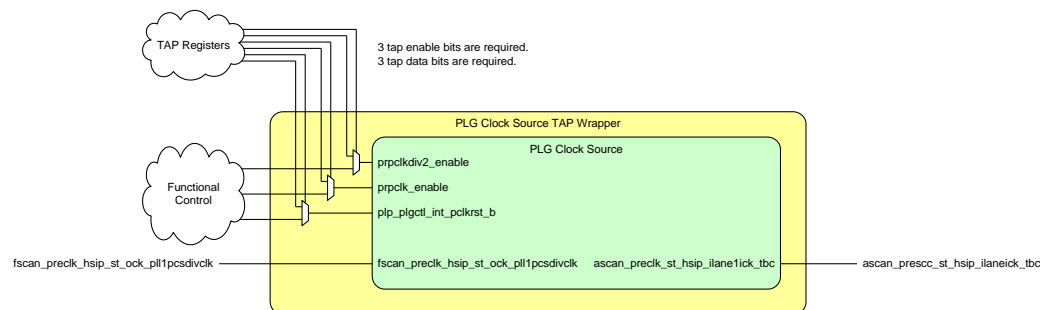 TAP Registers
3 tap enable bits are required.
3 tap data bits are required.
PLG Clock Source TAP Wrapper
PLG Clock Source
prpclkdiv2_enable
Functional
Control
prpclk_enable
plp_plgctl_int_pclkrst_b
fscan_preclk_hsip_st_ock_pll1pcsdivclk
fscan_preclk_hsip_st_ock_pll1pcsdivclk
ascan_preclk_st_hsip_ilane1ick_tbc
ascan_prescc_st_hsip_ilaneick_tbc